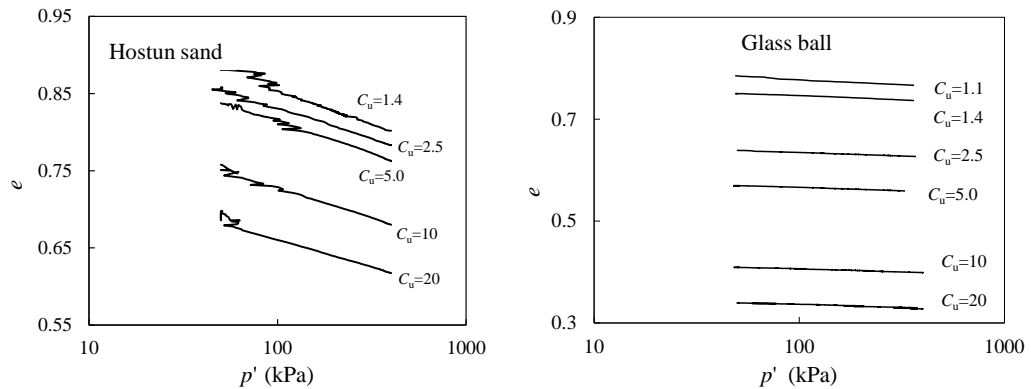 Hostun sand
0.95
0.85
0.75
0.65
0.55
e
10
100
1000
p' (kPa)
Cu=1.4
Cu=2.5
Cu=5.0
Cu=10
Cu=20
Glass ball
0.9
0.7
0.5
0.3
e
10
100
1000
p' (kPa)
Cu=1.1
Cu=1.4
Cu=2.5
Cu=5.0
Cu=10
Cu=20